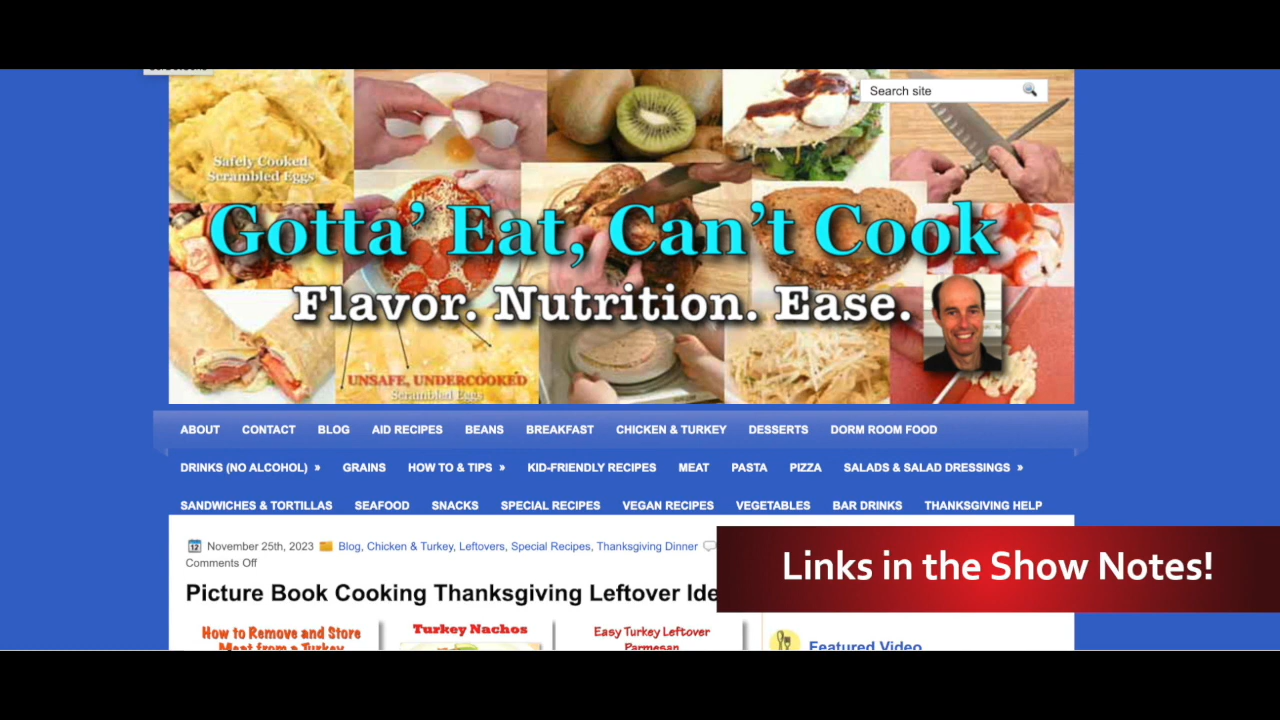 Search site
Safely Cooked
Scrambled Eggs
Gotta' Eat, Can't Cook
Flavor. Nutrition. Ease.
UNSAFE, UNDERCOOKED
Scrambled Eggs
ABOUT CONTACT BLOG AID RECIPES BEANS BREAKFAST CHICKEN & TURKEY DESSERTS DORM ROOM FOOD
DRINKS (NO ALCOHOL) » GRAINS HOW TO & TIPS » KID-FRIENDLY RECIPES MEAT PASTA PIZZA SALADS & SALAD DRESSINGS »
SANDWICHES & TORTILLAS SEAFOOD SNACKS SPECIAL RECIPES VEGAN RECIPES VEGETABLES BAR DRINKS THANKSGIVING HELP
12 November 25th, 2023 Blog, Chicken & Turkey, Leftovers, Special Recipes, Thanksgiving Dinner
Comments Off
Links in the Show Notes!
Picture Book Cooking Thanksgiving Leftover Ide
How to Remove and Store
Meat from a Turkey
Turkey Nachos
Easy Turkey Leftover
Parmesan
Featured Video